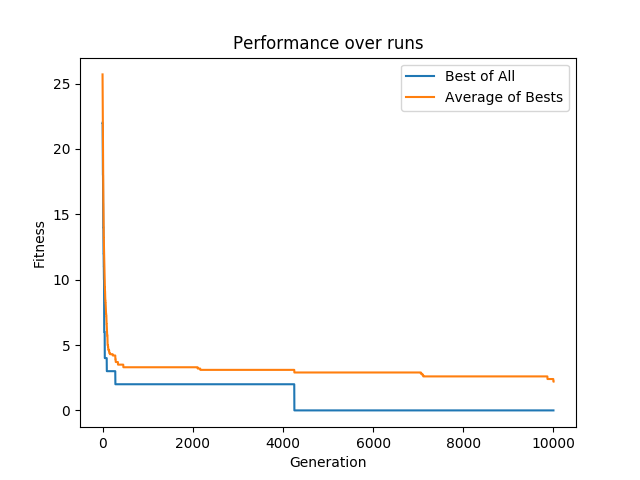 Performance over runs
Best of All
Average of Bests
25
20
15
10
5
0
Fitness
0 2000 4000 6000 8000 10000
Generation